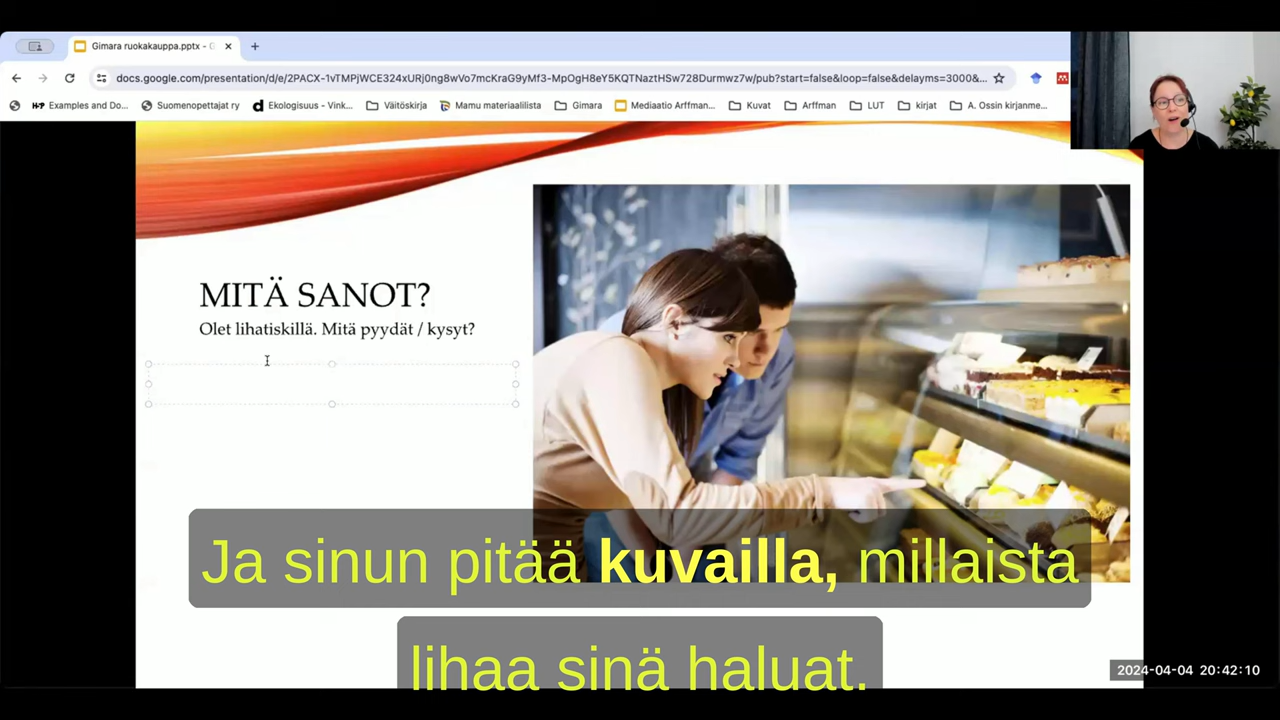 Gimara ruokakauppa.pptx - G
docs.google.com/presentation/d/e/2PACX-1vTMPjWCE324xURj0ng8wVo7mcKraG9yMf3-MpOgH8eY5KQTNaztHSw728Durmwz7w/pub?start=false&loop=false&delayms=3000&...
Examples and Do... Suomenopettajat ry Ekologisuus - Vink... Väitöskirja Mamu materiaalilista Gimara Mediaatio Arffman... Kuvat Arffman LUT kirjat A. Ossin kirjanme...
MITÄ SANOT?
Olet lihatiskillä. Mitä pyydät / kysyt?
Ja sinun pitää kuvailla, millaista
lihaa sinä haluat.
2024-04-04 20:42:10